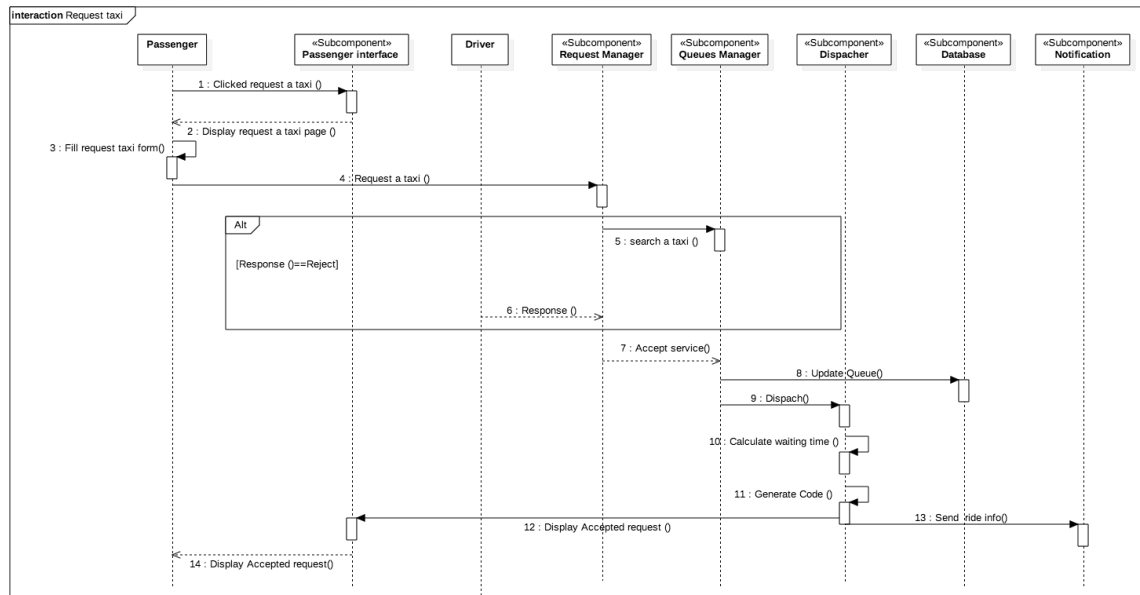 interaction Request taxi
Passenger
«Subcomponent»
Passenger interface
Driver
«Subcomponent»
Request Manager
«Subcomponent»
Queues Manager
«Subcomponent»
Dispacher
«Subcomponent»
Database
«Subcomponent»
Notification
1 : Clicked request a taxi ()
2 : Display request a taxi page ()
3 : Fill request taxi form()
4 : Request a taxi ()
Alt
5 : search a taxi ()
[Response ()==Reject]
6 : Response ()
7 : Accept service()
8 : Update Queue()
9 : Dispach()
10 : Calculate waiting time ()
11 : Generate Code ()
12 : Display Accepted request ()
13 : Send ride info()
14 : Display Accepted request()